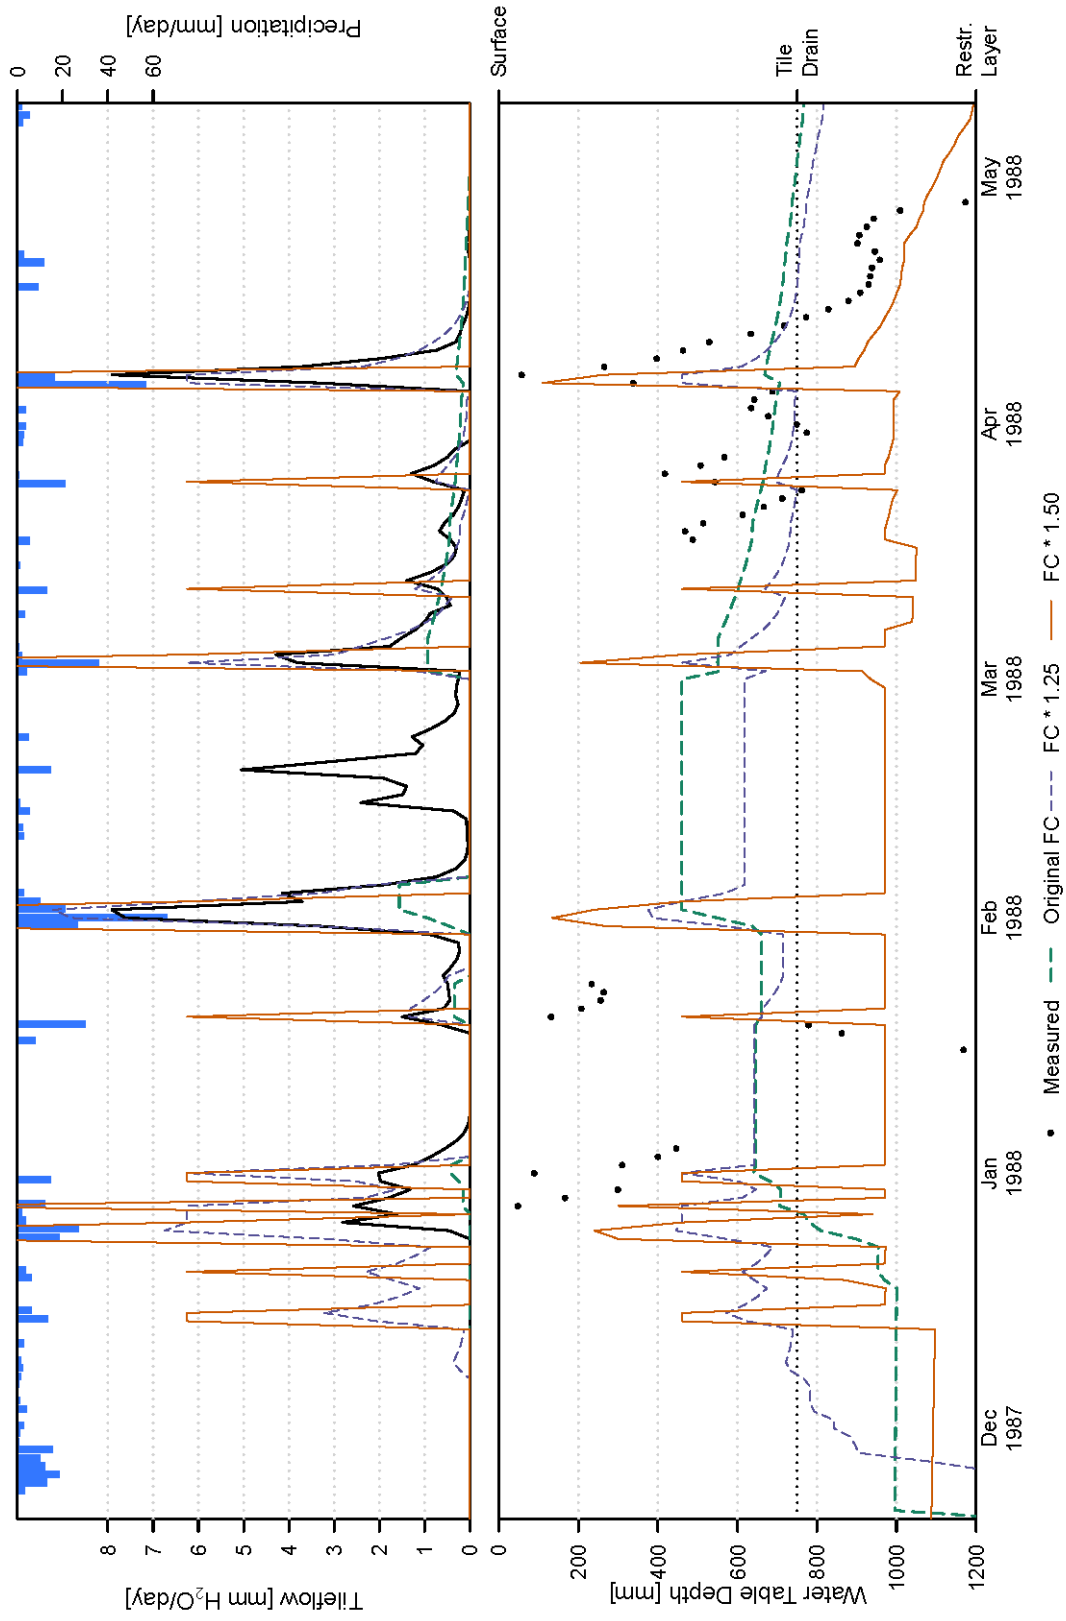 Precipitation [mm/day]
0
20
40
60
8
7
6
5
4
3
2
1
0
Tileflow [mm H₂O/day]
Surface
Tile
Drain
Restr.
Layer
0
200
400
600
800
1000
1200
Water Table Depth [mm]
Dec
1987
Jan
1988
Feb
1988
Mar
1988
Apr
1988
May
1988
Measured
Original FC
FC * 1.25
FC * 1.50